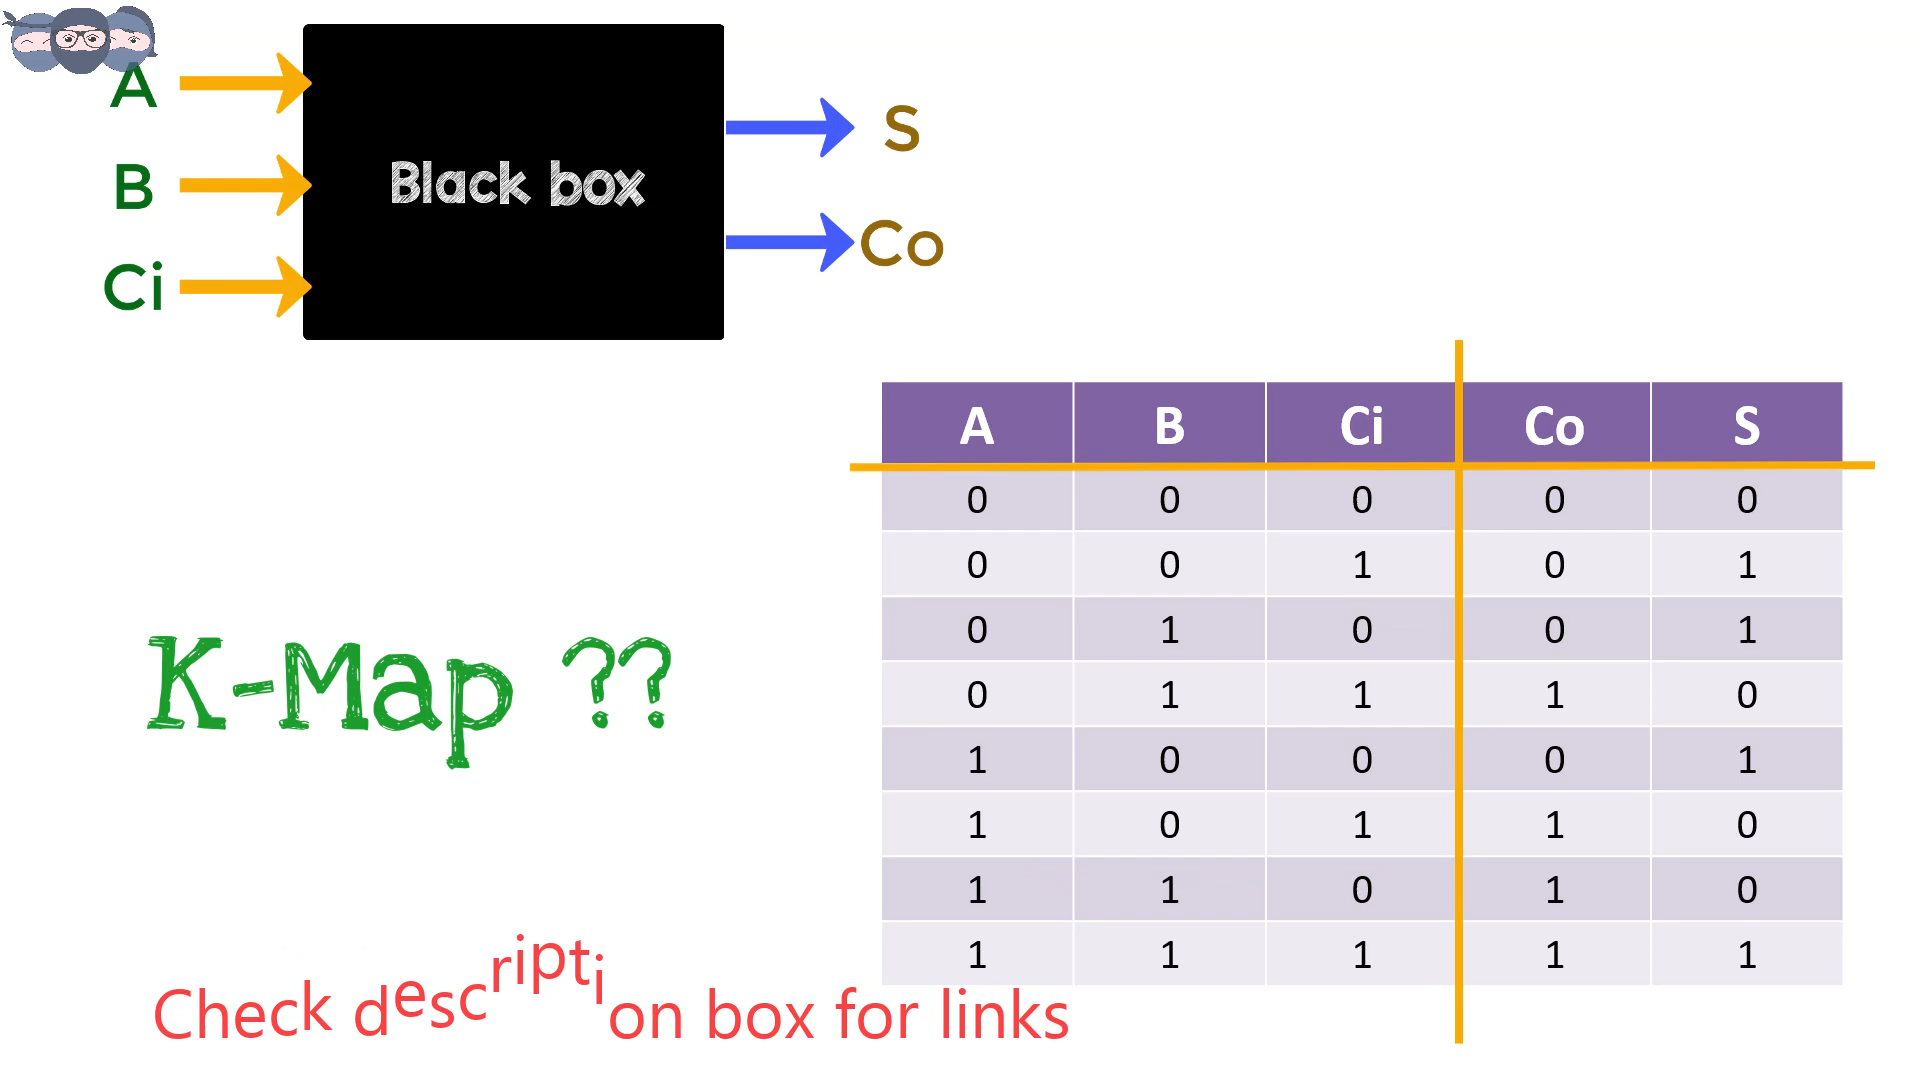 A
B
Ci
Black box
S
Co
A B Ci Co S
0 0 0 0 0
0 0 1 0 1
0 1 0 0 1
0 1 1 1 0
1 0 0 0 1
1 0 1 1 0
1 1 0 1 0
1 1 1 1 1
K-Map ??
Check description box for links